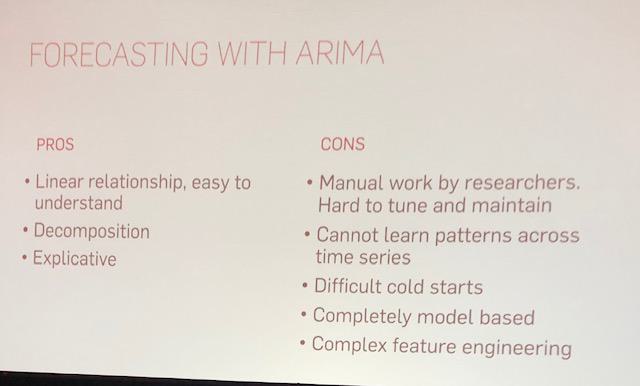 FORECASTING WITH ARIMA
PROS
• Linear relationship, easy to
understand
• Decomposition
• Explicative
CONS
• Manual work by researchers.
Hard to tune and maintain
• Cannot learn patterns across
time series
• Difficult cold starts
• Completely model based
• Complex feature engineering